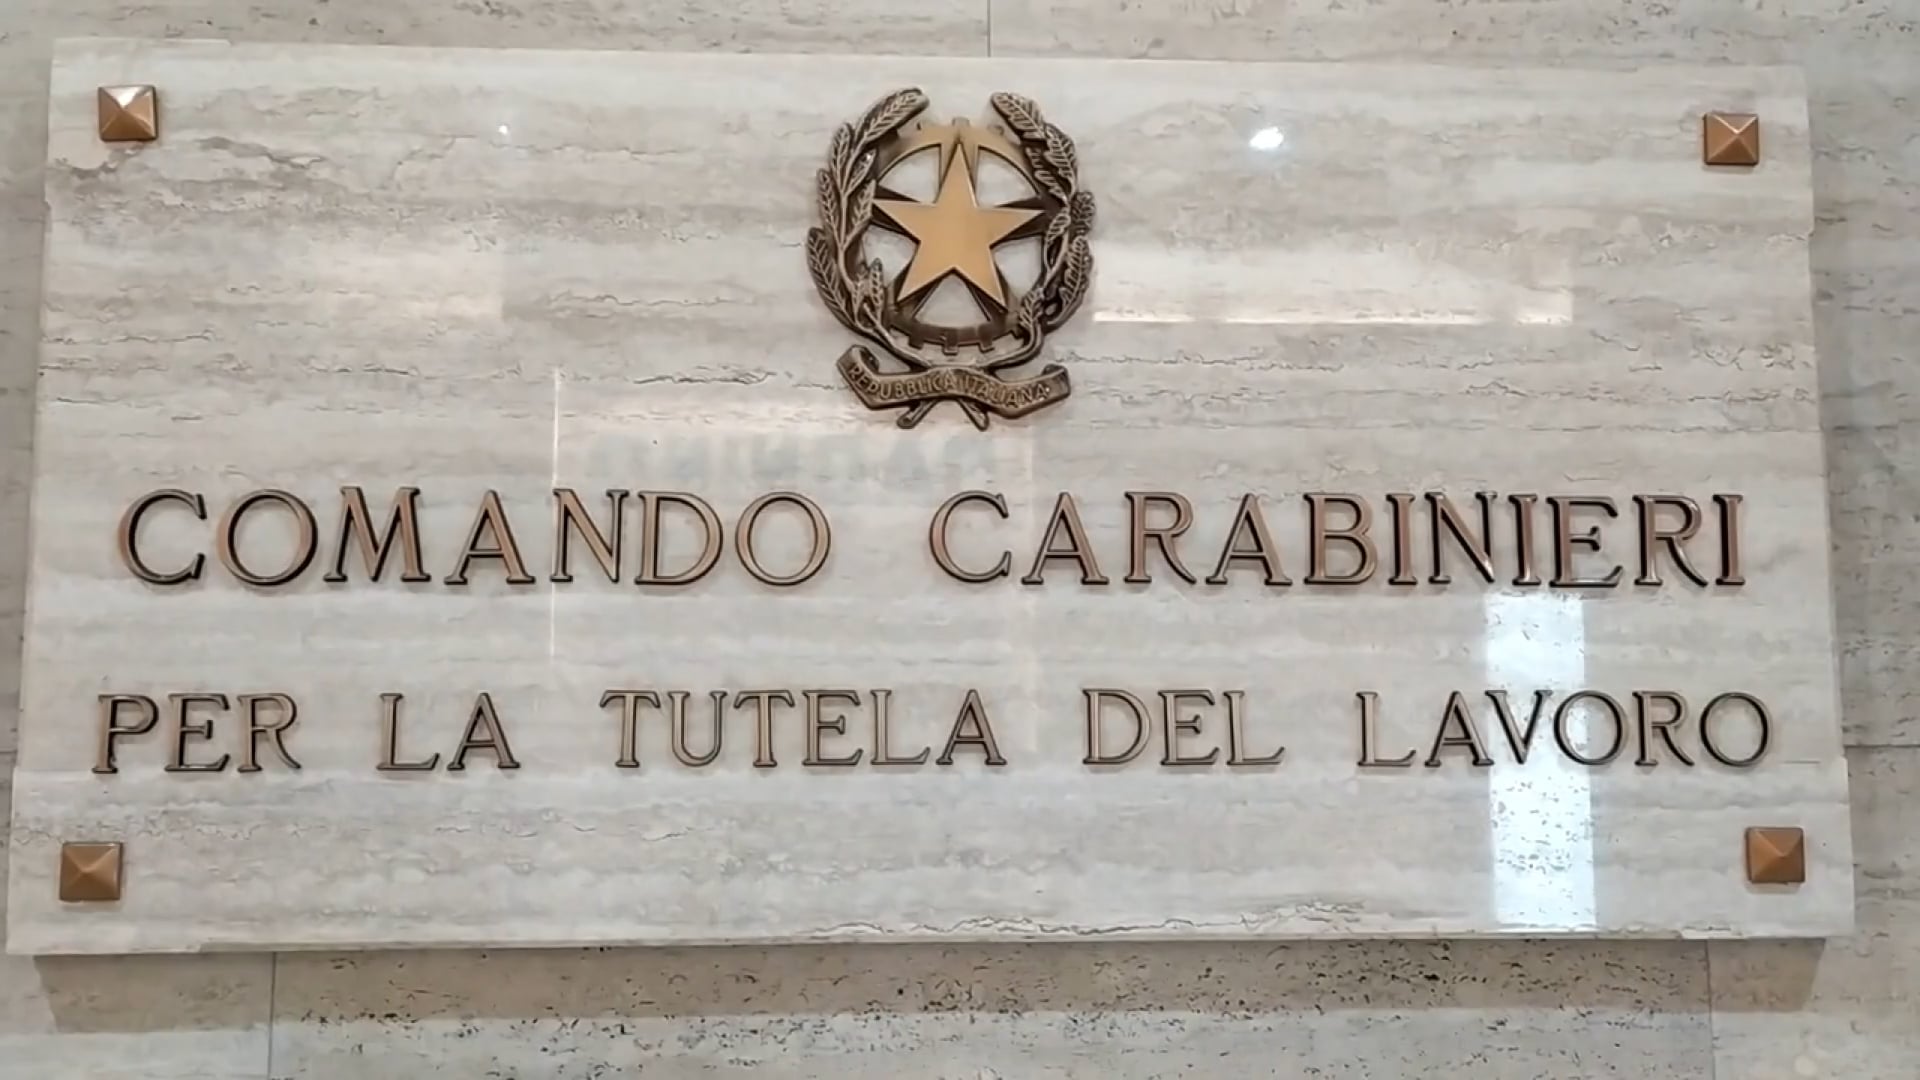 REPUBBLICA ITALIANA
COMANDO CARABINIERI
PER LA TUTELA DEL LAVORO